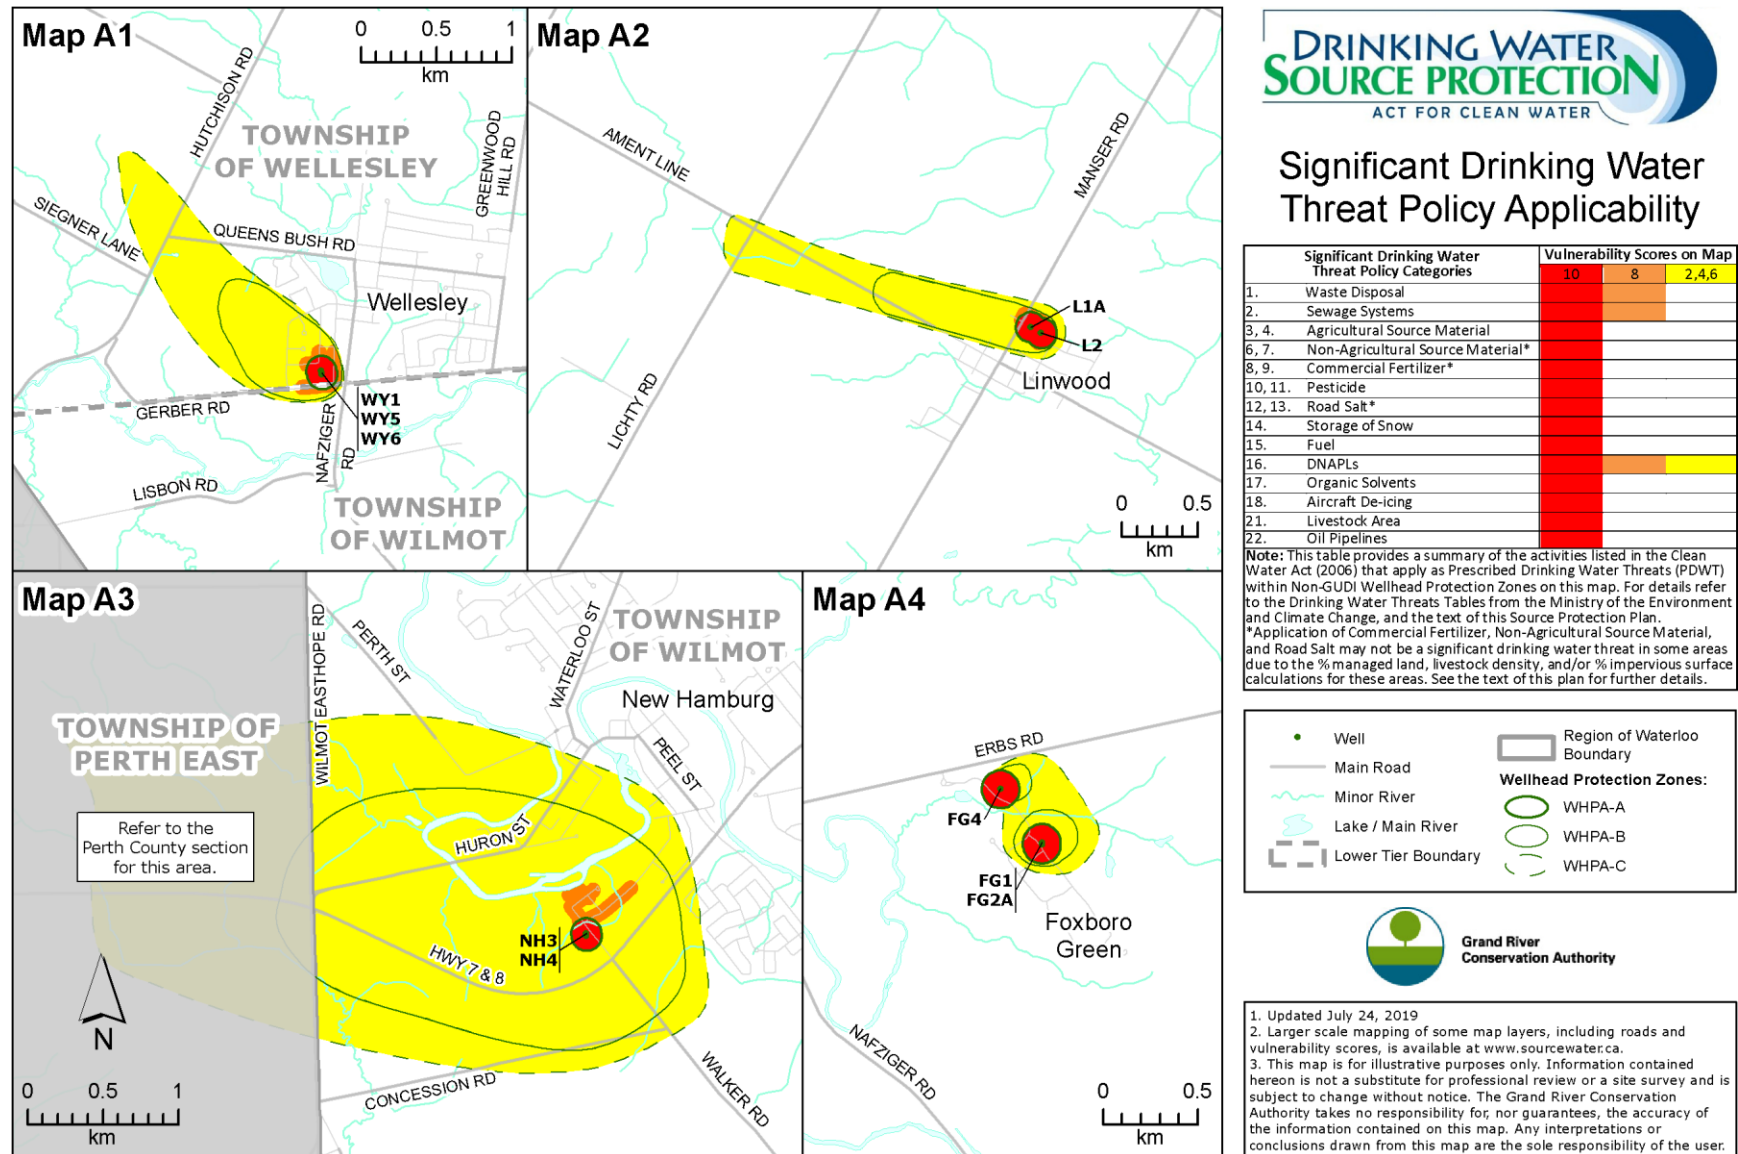 Map A1
0 0.5 1
km
HUTCHISON RD
TOWNSHIP
OF WELLESLEY
GREENWOOD
HILL RD
SIEGNER LANE
QUEENS BUSH RD
Wellesley
GERBER RD
WY1
WY5
WY6
NAFZIGER
RD
LISBON RD
TOWNSHIP
OF WILMOT
Map A2
AMENT LINE
MANSER RD
L1A
L2
Linwood
LICHTY RD
0 0.5
km
Map A3
WILMOT EASTHOPE RD
PERTH ST
WATERLOO ST
TOWNSHIP
OF WILMOT
New Hamburg
TOWNSHIP OF
PERTH EAST
PEEL ST
Refer to the
Perth County section
for this area.
HURON ST
NH3
NH4
HWY 7 & 8
N
0 0.5 1
km
CONCESSION RD
WALKER RD
Map A4
ERBS RD
FG4
FG1
FG2A
Foxboro
Green
NAFZIGER RD
0 0.5
km
DRINKING WATER
SOURCE PROTECTION
ACT FOR CLEAN WATER
Significant Drinking Water
Threat Policy Applicability
Significant Drinking Water Vulnerability Scores on Map
Threat Policy Categories 10 8 2,4,6
1. Waste Disposal
2. Sewage Systems
3, 4. Agricultural Source Material
6, 7. Non-Agricultural Source Material*
8, 9. Commercial Fertilizer*
10, 11. Pesticide
12, 13. Road Salt*
14. Storage of Snow
15. Fuel
16. DNAPLs
17. Organic Solvents
18. Aircraft De-icing
21. Livestock Area
22. Oil Pipelines
Note: This table provides a summary of the activities listed in the Clean
Water Act (2006) that apply as Prescribed Drinking Water Threats (PDWT)
within Non-GUDI Wellhead Protection Zones on this map. For details refer
to the Drinking Water Threats Tables from the Ministry of the Environment
and Climate Change, and the text of this Source Protection Plan.
*Application of Commercial Fertilizer, Non-Agricultural Source Material,
and Road Salt may not be a significant drinking water threat in some areas
due to the % managed land, livestock density, and/or % impervious surface
calculations for these areas. See the text of this plan for further details.
Well
Main Road
Minor River
Lake / Main River
Lower Tier Boundary
Region of Waterloo
Boundary
Wellhead Protection Zones:
WHPA-A
WHPA-B
WHPA-C
Grand River
Conservation Authority
1. Updated July 24, 2019
2. Larger scale mapping of some map layers, including roads and
vulnerability scores, is available at www.sourcewater.ca.
3. This map is for illustrative purposes only. Information contained
hereon is not a substitute for professional review or a site survey and is
subject to change without notice. The Grand River Conservation
Authority takes no responsibility for, nor guarantees, the accuracy of
the information contained on this map. Any interpretations or
conclusions drawn from this map are the sole responsibility of the user.